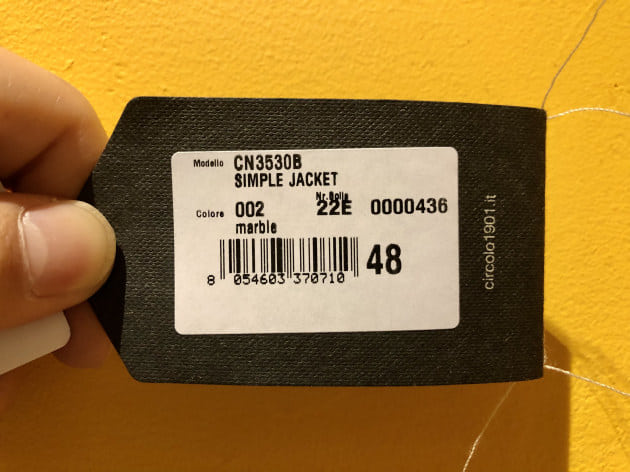 Modello CN3530B
SIMPLE JACKET
Nr.Bolla
Colore 002 22E 0000436
marble
8 054603 370710
48
circolo1901.it